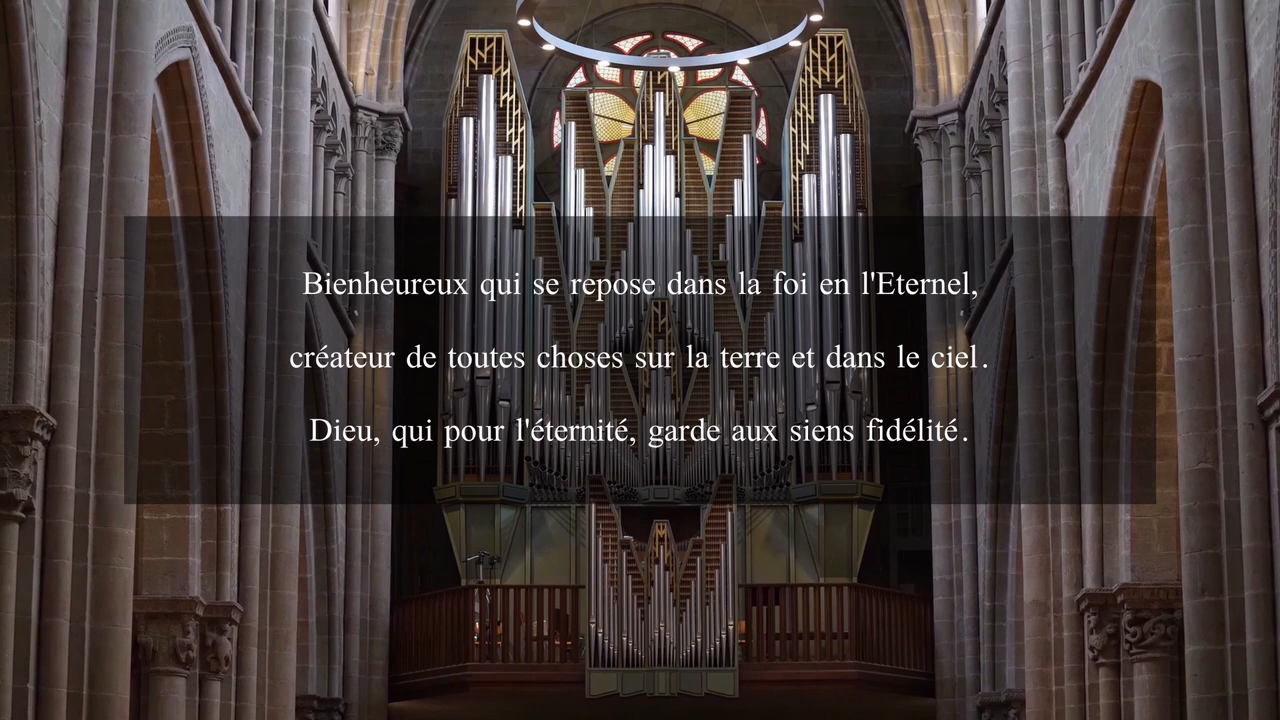 Bienheureux qui se repose dans la foi en l'Eternel,
créateur de toutes choses sur la terre et dans le ciel.
Dieu, qui pour l'éternité, garde aux siens fidélité.